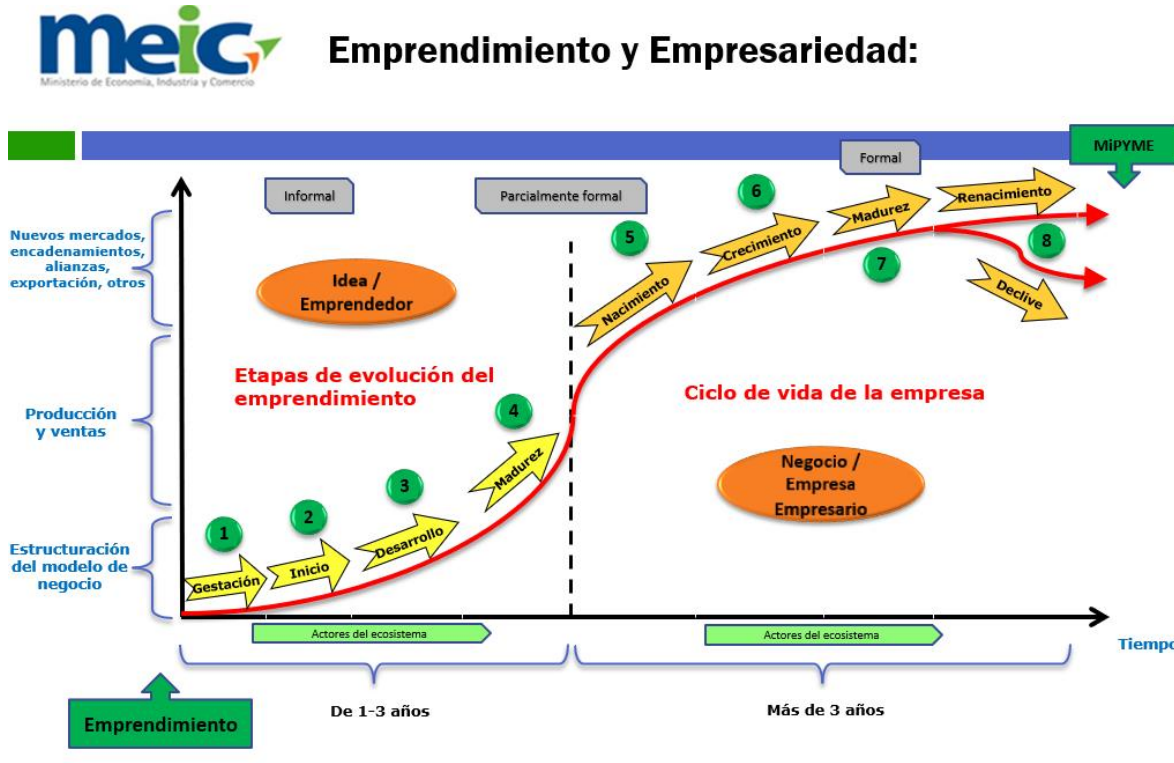 meic
Ministerio de Economía, Industria y Comercio
Emprendimiento y Empresariedad:
MiPYME
Informal
Parcialmente formal
Formal
Nuevos mercados,
encadenamientos,
alianzas,
exportación, otros
Producción
y ventas
Estructuración
del modelo de
negocio
Idea /
Emprendedor
Etapas de evolución del
emprendimiento
1
Gestación
2
Inicio
3
Desarrollo
4
Madurez
5
Nacimiento
6
Crecimiento
7
Madurez
Renacimiento
8
Declive
Ciclo de vida de la empresa
Negocio /
Empresa
Empresario
Actores del ecosistema
Actores del ecosistema
Tiempo
De 1-3 años
Más de 3 años
Emprendimiento